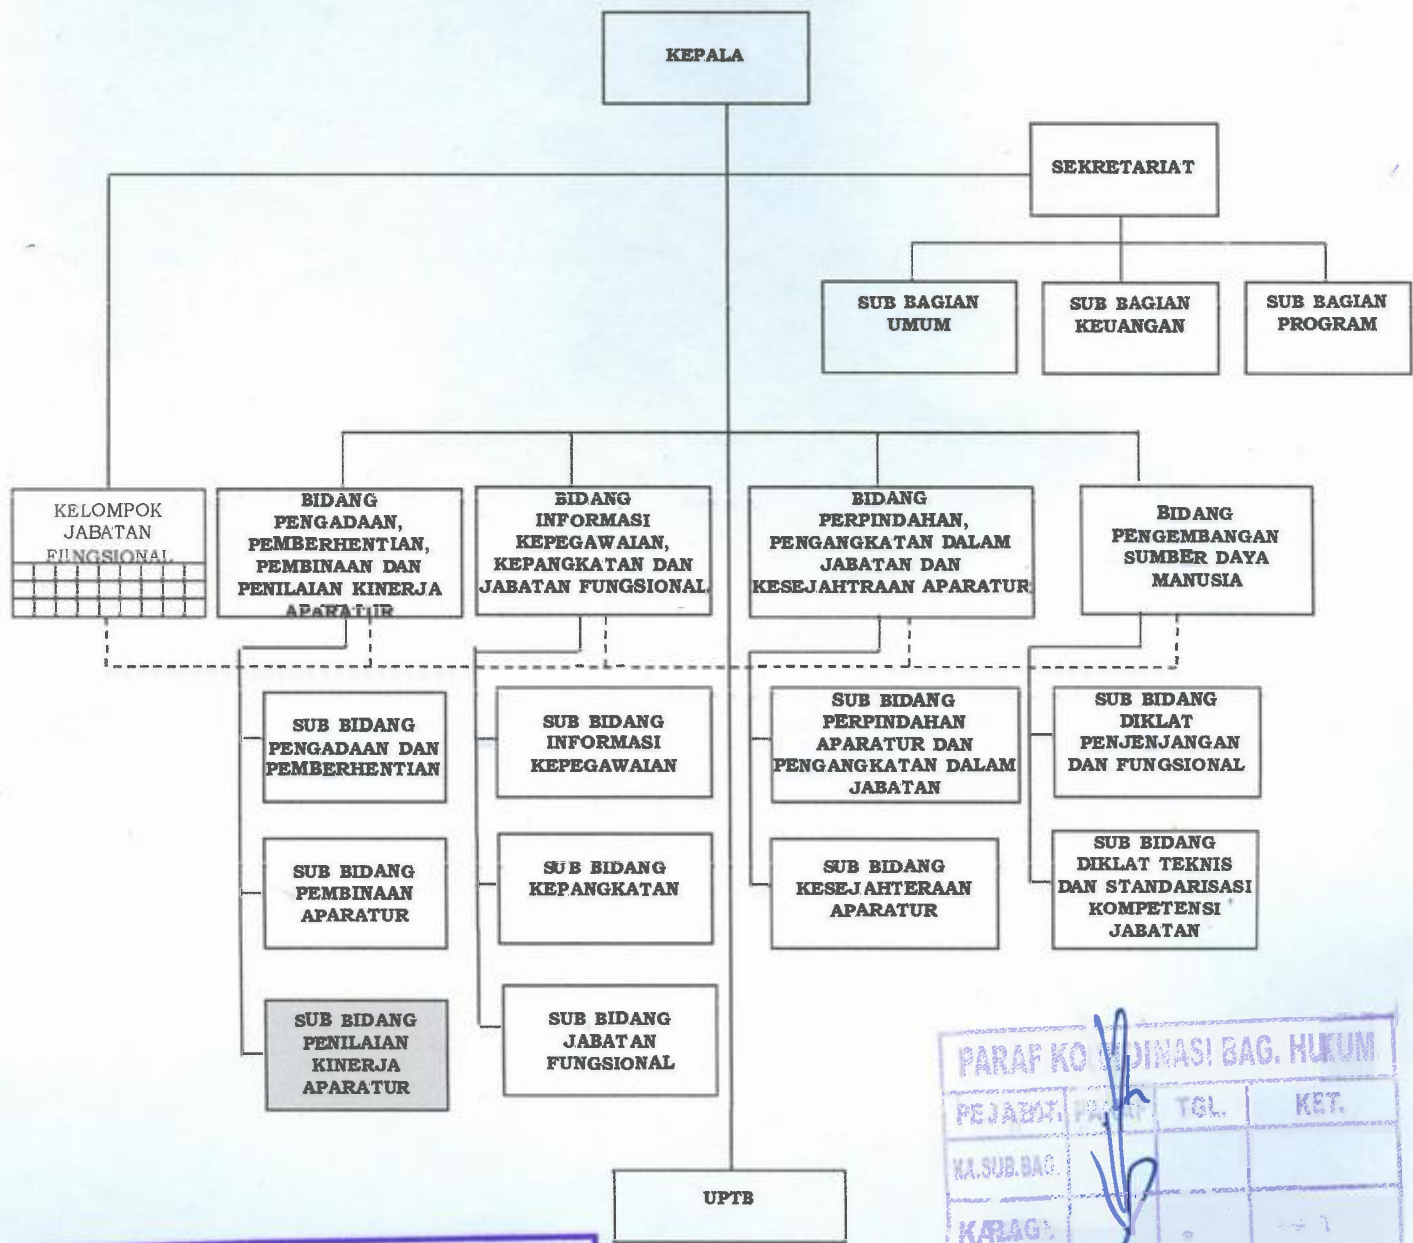 KEPALA
SEKRETARIAT
SUB BAGIAN
UMUM
SUB BAGIAN
KEUANGAN
SUB BAGIAN
PROGRAM
KELOMPOK
JABATAN
FUNGSIONAL
BIDANG
PENGADAAN,
PEMBERHENTIAN,
PEMBINAAN DAN
PENILAIAN KINERJA
APARATUR
BIDANG
INFORMASI
KEPEGAWAIAN,
KEPANGKATAN DAN
JABATAN FUNGSIONAL
BIDANG
PERPINDAHAN,
PENGANGKATAN DALAM
JABATAN DAN
KESEJAHTRAAN APARATUR
BIDANG
PENGEMBANGAN
SUMBER DAYA
MANUSIA
SUB BIDANG
PENGADAAN DAN
PEMBERHENTIAN
SUB BIDANG
INFORMASI
KEPEGAWAIAN
SUB BIDANG
PERPINDAHAN
APARATUR DAN
PENGANGKATAN DALAM
JABATAN
SUB BIDANG
DIKLAT
PENJENJANGAN
DAN FUNGSIONAL
SUB BIDANG
PEMBINAAN
APARATUR
SUB BIDANG
KEPANGKATAN
SUB BIDANG
KESEJAHTERAAN
APARATUR
SUB BIDANG
DIKLAT TEKNIS
DAN STANDARISASI
KOMPETENSI
JABATAN
SUB BIDANG
PENILAIAN
KINERJA
APARATUR
SUB BIDANG
JABATAN
FUNGSIONAL
UPTB
PARAF KOORDINASI BAG. HUKUM
PEJABAT. PARAF TGL. KET.
KA.SUB.BAG.
KABAG.